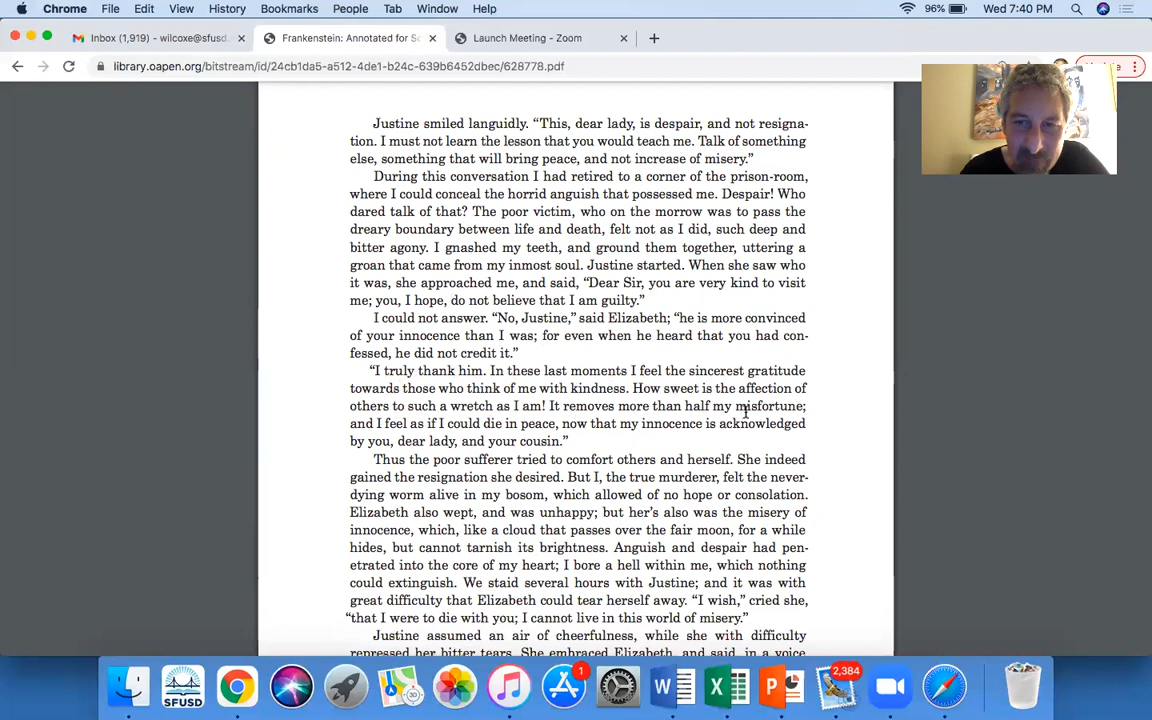 Chrome File Edit View History Bookmarks People Tab Window Help 96% Wed 7:40 PM
Inbox (1,919) - wilcoxe@sfusd. Frankenstein: Annotated for Sc Launch Meeting - Zoom
library.oapen.org/bitstream/id/24cb1da5-a512-4de1-b24c-639b6452dbec/628778.pdf
Justine smiled languidly. “This, dear lady, is despair, and not resigna-
tion. I must not learn the lesson that you would teach me. Talk of something
else, something that will bring peace, and not increase of misery.”
During this conversation I had retired to a corner of the prison-room,
where I could conceal the horrid anguish that possessed me. Despair! Who
dared talk of that? The poor victim, who on the morrow was to pass the
dreary boundary between life and death, felt not as I did, such deep and
bitter agony. I gnashed my teeth, and ground them together, uttering a
groan that came from my inmost soul. Justine started. When she saw who
it was, she approached me, and said, “Dear Sir, you are very kind to visit
me; you, I hope, do not believe that I am guilty.”
I could not answer. “No, Justine,” said Elizabeth; “he is more convinced
of your innocence than I was; for even when he heard that you had con-
fessed, he did not credit it.”
“I truly thank him. In these last moments I feel the sincerest gratitude
towards those who think of me with kindness. How sweet is the affection of
others to such a wretch as I am! It removes more than half my misfortune;
and I feel as if I could die in peace, now that my innocence is acknowledged
by you, dear lady, and your cousin.”
Thus the poor sufferer tried to comfort others and herself. She indeed
gained the resignation she desired. But I, the true murderer, felt the never-
dying worm alive in my bosom, which allowed of no hope or consolation.
Elizabeth also wept, and was unhappy; but her’s also was the misery of
innocence, which, like a cloud that passes over the fair moon, for a while
hides, but cannot tarnish its brightness. Anguish and despair had pen-
etrated into the core of my heart; I bore a hell within me, which nothing
could extinguish. We staid several hours with Justine; and it was with
great difficulty that Elizabeth could tear herself away. “I wish,” cried she,
“that I were to die with you; I cannot live in this world of misery.”
Justine assumed an air of cheerfulness, while she with difficulty
repressed her bitter tears. She embraced Elizabeth, and said, in a voice
SFUSD 30 1 W X P 2,384